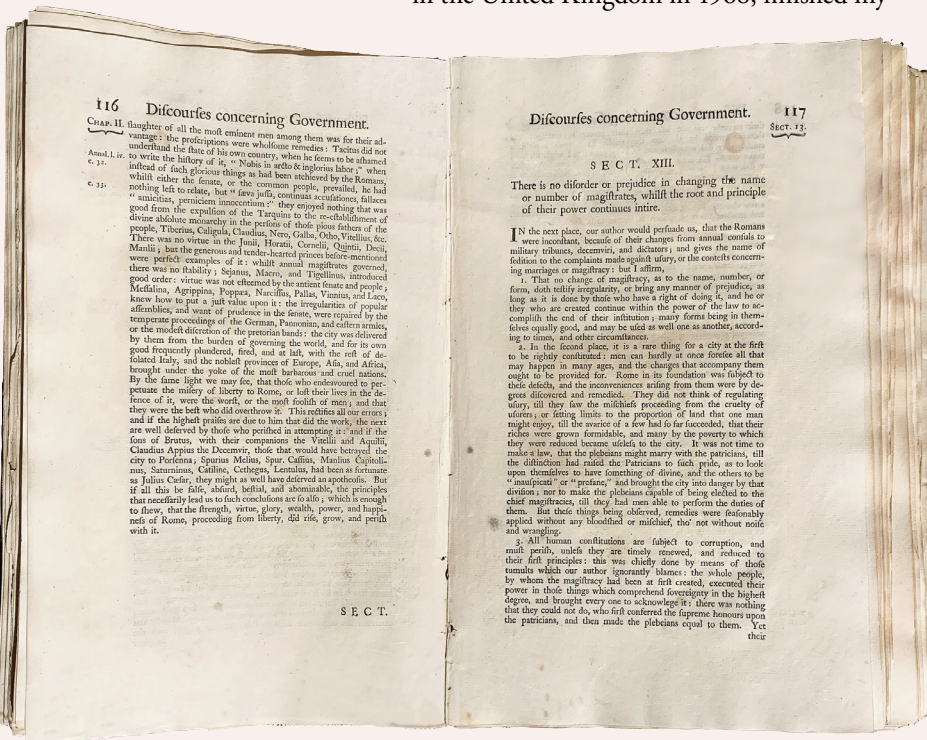 in the United Kingdom in finished my
116 Diſcourſes concerning Government.
CHAP. II. ſlaughter of all the moſt eminent men among them was for their ad-
vantage: the proſcriptions were wholſome remedies: Tacitus did not
underſtand the ſtate of his own country, when he ſeems to be aſhamed
Annal. l. iv. to write the hiſtory of it, “ Nobis in arcto & inglorius labor;” when
c. 32. inſtead of ſuch glorious things as had been atchieved by the Romans,
whilſt either the ſenate, or the common people, prevailed, he had
c. 33. nothing left to relate, but “ ſæva juſſa, continuas accuſationes, fallaces
“ amicitias, perniciem innocentium:” they enjoyed nothing that was
good from the expulſion of the Tarquins to the re-eſtabliſhment of
divine abſolute monarchy in the perſons of thoſe pious fathers of the
people, Tiberius, Caligula, Claudius, Nero, Galba, Otho, Vitellius, &c.
There was no virtue in the Junii, Horatii, Cornelii, Quintii, Decii,
Manlii; but the generous and tender-hearted princes before-mentioned
were perfect examples of it: whilſt annual magiſtrates governed,
there was no ſtability; Sejanus, Macro, and Tigellinus, introduced
good order: virtue was not eſteemed by the antient ſenate and people;
Meſſalina, Agrippina, Poppæa, Narciſſus, Pallas, Vinnius, and Laco,
knew how to put a juſt value upon it: the irregularities of popular
aſſemblies, and want of prudence in the ſenate, were repaired by the
temperate proceedings of the German, Pannonian, and eaſtern armies,
or the modeſt diſcretion of the pretorian bands: the city was delivered
by them from the burden of governing the world, and for its own
good frequently plundered, fired, and at laſt, with the reſt of de-
ſolated Italy, and the nobleſt provinces of Europe, Aſia, and Africa,
brought under the yoke of the moſt barbarous and cruel nations.
By the ſame light we may ſee, that thoſe who endeavoured to per-
petuate the miſery of liberty to Rome, or loſt their lives in the de-
fence of it, were the worſt, or the moſt fooliſh of men; and that
they were the beſt who did overthrow it. This rectifies all our errors;
and if the higheſt praiſes are due to him that did the work, the next
are well deſerved by thoſe who periſhed in attempting it: and if the
ſons of Brutus, with their companions the Vitellii and Aquilii,
Claudius Appius the Decemvir, thoſe that would have betrayed the
city to Porſenna; Spurius Melius, Spur. Caſſius, Manlius Capitoli-
nus, Saturninus, Catiline, Cethegus, Lentulus, had been as fortunate
as Julius Cæſar, they might as well have deſerved an apotheoſis. But
if all this be falſe, abſurd, beſtial, and abominable, the principles
that neceſſarily lead us to ſuch concluſions are ſo alſo; which is enough
to ſhew, that the ſtrength, virtue, glory, wealth, power, and happi-
neſs of Rome, proceeding from liberty, did riſe, grow, and periſh
with it.
SECT.
Diſcourſes concerning Government. 117
SECT. 13.
SECT. XIII.
There is no diſorder or prejudice in changing the name
or number of magiſtrates, whilſt the root and principle
of their power continues intire.
IN the next place, our author would perſuade us, that the Romans
were inconſtant, becauſe of their changes from annual conſuls to
military tribunes, decemviri, and dictators; and gives the name of
ſedition to the complaints made againſt uſury, or the conteſts concern-
ing marriages or magiſtracy: but I affirm,
1. That no change of magiſtracy, as to the name, number, or
form, doth teſtify irregularity, or bring any manner of prejudice, as
long as it is done by thoſe who have a right of doing it, and he or
they who are created continue within the power of the law to ac-
compliſh the end of their inſtitution; many forms being in them-
ſelves equally good, and may be uſed as well one as another, accord-
ing to times, and other circumſtances.
2. In the ſecond place, it is a rare thing for a city at the firſt
to be rightly conſtituted: men can hardly at once foreſee all that
may happen in many ages, and the changes that accompany them
ought to be provided for. Rome in its foundation was ſubject to
theſe defects, and the inconveniences ariſing from them were by de-
grees diſcovered and remedied. They did not think of regulating
uſury, till they ſaw the miſchiefs proceeding from the cruelty of
uſurers; or ſetting limits to the proportion of land that one man
might enjoy, till the avarice of a few had ſo far ſucceeded, that their
riches were grown formidable, and many by the poverty to which
they were reduced became uſeleſs to the city. It was not time to
make a law, that the plebeians might marry with the patricians, till
the diſtinction had raiſed the Patricians to ſuch pride, as to look
upon themſelves to have ſomething of divine, and the others to be
“ inauſpicati” or “ profane,” and brought the city into danger by that
diviſion; nor to make the plebeians capable of being elected to the
chief magiſtracies, till they had men able to perform the duties of
them. But theſe things being obſerved, remedies were ſeaſonably
applied without any bloodſhed or miſchief, tho' not without noiſe
and wrangling.
3. All human conſtitutions are ſubject to corruption, and
muſt periſh, unleſs they are timely renewed, and reduced to
their firſt principles: this was chiefly done by means of thoſe
tumults which our author ignorantly blames: the whole people,
by whom the magiſtracy had been at firſt created, executed their
power in thoſe things which comprehend ſovereignty in the higheſt
degree, and brought every one to acknowlege it: there was nothing
that they could not do, who firſt conferred the ſupreme honours upon
the patricians, and then made the plebeians equal to them. Yet
their